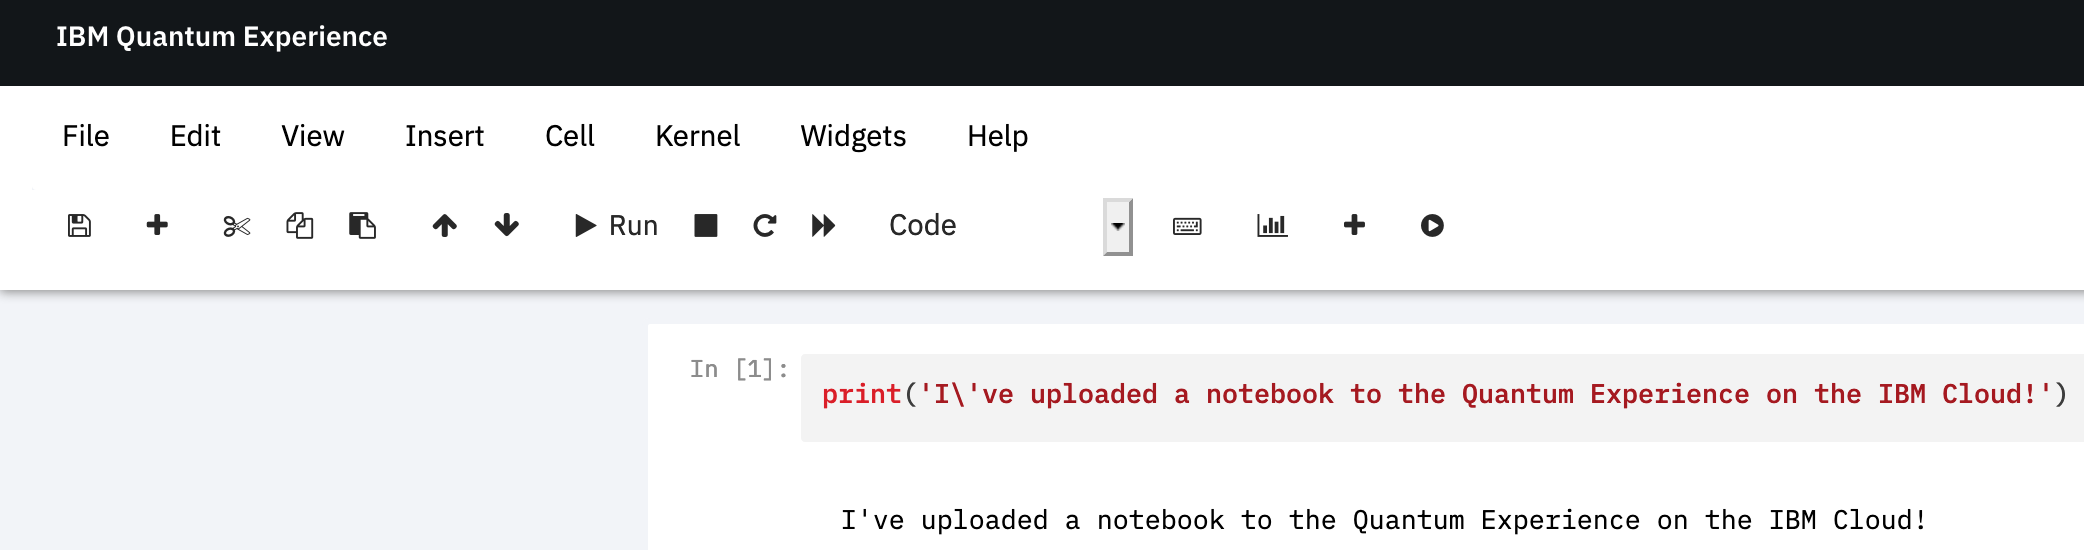 IBM Quantum Experience
File Edit View Insert Cell Kernel Widgets Help
Run Code
In [1]: print('I\'ve uploaded a notebook to the Quantum Experience on the IBM Cloud!')
I've uploaded a notebook to the Quantum Experience on the IBM Cloud!